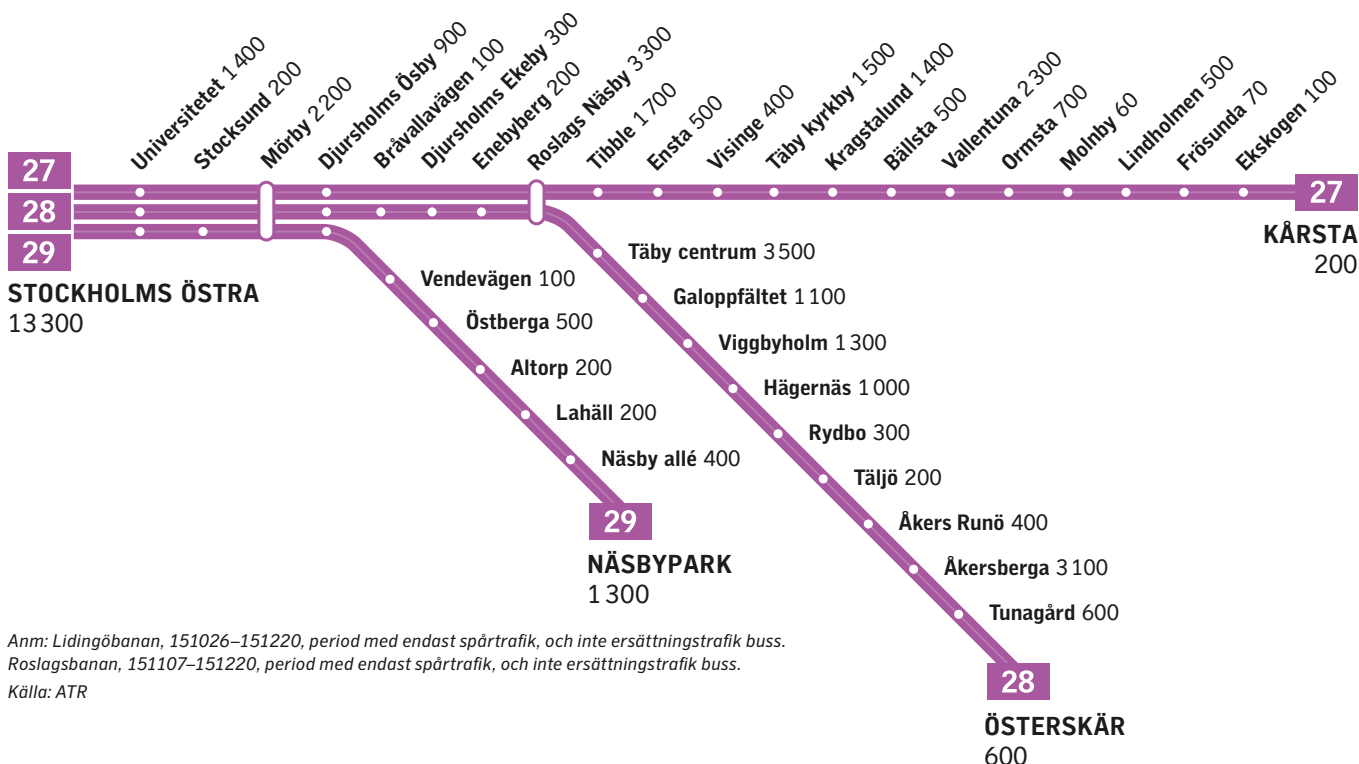 Universitetet 1 400
Stocksund 200
Mörby 2 200
Djursholms Ösby 900
Bråvallavägen 100
Djursholms Ekeby 300
Enebyberg 200
Roslags Näsby 3 300
Tibble 1 700
Ensta 500
Visinge 400
Täby kyrkby 1 500
Kragstalund 1 400
Bällsta 500
Vallentuna 2 300
Ormsta 700
Molnby 60
Lindholmen 500
Frösunda 70
Ekskogen 100
27
28
29
STOCKHOLMS ÖSTRA
13 300
27
KÅRSTA
200
Vendevägen 100
Östberga 500
Altorp 200
Lahäll 200
Näsby allé 400
29
NÄSBYPARK
1 300
Täby centrum 3 500
Galoppfältet 1 100
Viggbyholm 1 300
Hägernäs 1 000
Rydbo 300
Täljö 200
Åkers Runö 400
Åkersberga 3 100
Tunagård 600
28
ÖSTERSKÄR
600
Anm: Lidingöbanan, 151026–151220, period med endast spårtrafik, och inte ersättningstrafik buss.
Roslagsbanan, 151107–151220, period med endast spårtrafik, och inte ersättningstrafik buss.
Källa: ATR